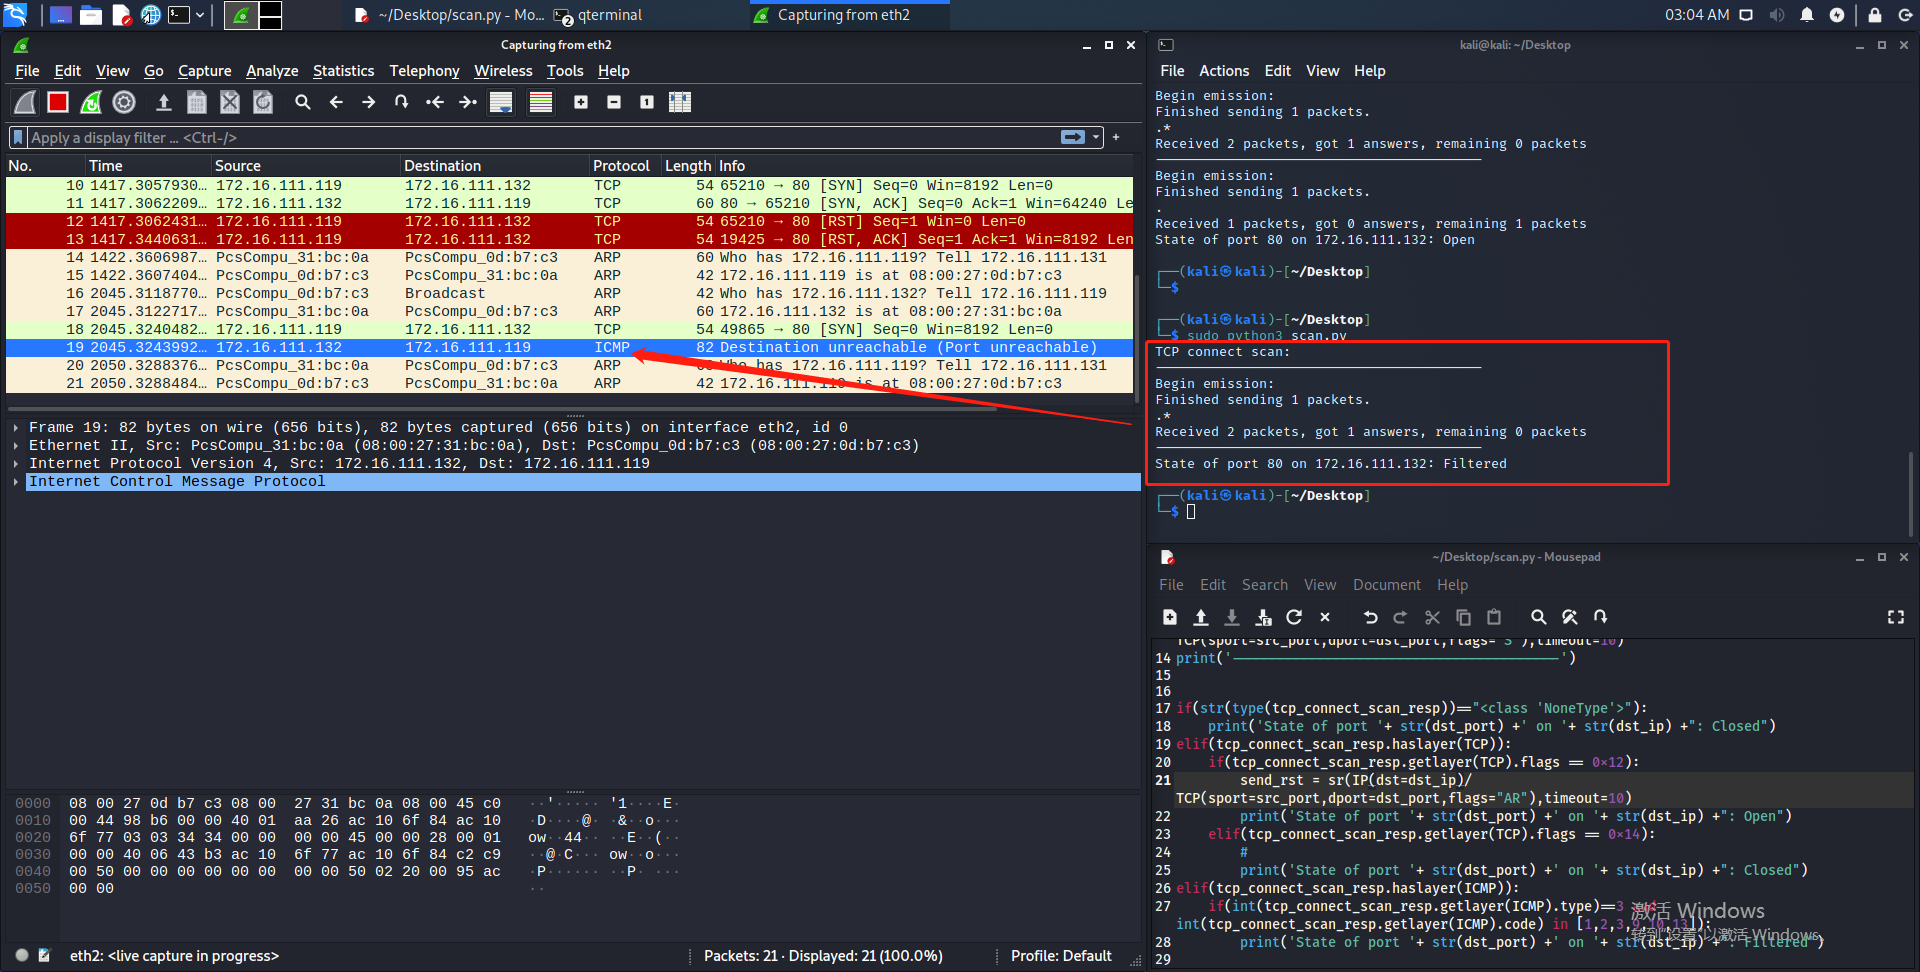 ~/Desktop/scan.py - Mo...
2
qterminal
Capturing from eth2
03:04 AM
Capturing from eth2
File Edit View Go Capture Analyze Statistics Telephony Wireless Tools Help
Apply a display filter … <Ctrl-/>
No. Time Source Destination Protocol Length Info
10 1417.3057930… 172.16.111.119 172.16.111.132 TCP 54 65210 → 80 [SYN] Seq=0 Win=8192 Len=0
11 1417.3062209… 172.16.111.132 172.16.111.119 TCP 60 80 → 65210 [SYN, ACK] Seq=0 Ack=1 Win=64240 Le
12 1417.3062431… 172.16.111.119 172.16.111.132 TCP 54 65210 → 80 [RST] Seq=1 Win=0 Len=0
13 1417.3440631… 172.16.111.119 172.16.111.132 TCP 54 19425 → 80 [RST, ACK] Seq=1 Ack=1 Win=8192 Len
14 1422.3606987… PcsCompu_31:bc:0a PcsCompu_0d:b7:c3 ARP 60 Who has 172.16.111.119? Tell 172.16.111.131
15 1422.3607404… PcsCompu_0d:b7:c3 PcsCompu_31:bc:0a ARP 42 172.16.111.119 is at 08:00:27:0d:b7:c3
16 2045.3118770… PcsCompu_0d:b7:c3 Broadcast ARP 42 Who has 172.16.111.132? Tell 172.16.111.119
17 2045.3122717… PcsCompu_31:bc:0a PcsCompu_0d:b7:c3 ARP 60 172.16.111.132 is at 08:00:27:31:bc:0a
18 2045.3240482… 172.16.111.119 172.16.111.132 TCP 54 49865 → 80 [SYN] Seq=0 Win=8192 Len=0
19 2045.3243992… 172.16.111.132 172.16.111.119 ICMP 82 Destination unreachable (Port unreachable)
20 2050.3288376… PcsCompu_31:bc:0a PcsCompu_0d:b7:c3 ARP Who has 172.16.111.119? Tell 172.16.111.131
21 2050.3288484… PcsCompu_0d:b7:c3 PcsCompu_31:bc:0a ARP 42 172.16.111.119 is at 08:00:27:0d:b7:c3
Frame 19: 82 bytes on wire (656 bits), 82 bytes captured (656 bits) on interface eth2, id 0
Ethernet II, Src: PcsCompu_31:bc:0a (08:00:27:31:bc:0a), Dst: PcsCompu_0d:b7:c3 (08:00:27:0d:b7:c3)
Internet Protocol Version 4, Src: 172.16.111.132, Dst: 172.16.111.119
Internet Control Message Protocol
0000 08 00 27 0d b7 c3 08 00 27 31 bc 0a 08 00 45 c0 ··'····· '1····E·
0010 00 44 98 b6 00 00 40 01 aa 26 ac 10 6f 84 ac 10 ·D····@· ·&··o···
0020 6f 77 03 03 34 34 00 00 00 00 45 00 00 28 00 01 ow··44·· ··E··(··
0030 00 00 40 06 43 b3 ac 10 6f 77 ac 10 6f 84 c2 c9 ··@·C··· ow··o···
0040 00 50 00 00 00 00 00 00 00 00 50 02 20 00 95 ac ·P······ ··P· ···
0050 00 00 ··
eth2: <live capture in progress>
Packets: 21 · Displayed: 21 (100.0%)
Profile: Default
kali@kali: ~/Desktop
File Actions Edit View Help
Begin emission:
Finished sending 1 packets.
.*
Received 2 packets, got 1 answers, remaining 0 packets
Begin emission:
Finished sending 1 packets.
.
Received 1 packets, got 0 answers, remaining 1 packets
State of port 80 on 172.16.111.132: Open
┌──(kali㉿kali)-[~/Desktop]
└─$
┌──(kali㉿kali)-[~/Desktop]
└─$ sudo python3 scan.py
TCP connect scan:
Begin emission:
Finished sending 1 packets.
.*
Received 2 packets, got 1 answers, remaining 0 packets
State of port 80 on 172.16.111.132: Filtered
┌──(kali㉿kali)-[~/Desktop]
└─$
~/Desktop/scan.py - Mousepad
File Edit Search View Document Help
TCP(sport=src_port,dport=dst_port,flags="S"),timeout=10)
14 print('─────────────────────────────────────────')
15
16
17 if(str(type(tcp_connect_scan_resp))=="<class 'NoneType'>"):
18 print('State of port '+ str(dst_port) +' on '+ str(dst_ip) +": Closed")
19 elif(tcp_connect_scan_resp.haslayer(TCP)):
20 if(tcp_connect_scan_resp.getlayer(TCP).flags == 0×12):
21 send_rst = sr(IP(dst=dst_ip)/
TCP(sport=src_port,dport=dst_port,flags="AR"),timeout=10)
22 print('State of port '+ str(dst_port) +' on '+ str(dst_ip) +": Open")
23 elif(tcp_connect_scan_resp.getlayer(TCP).flags == 0×14):
24 #
25 print('State of port '+ str(dst_port) +' on '+ str(dst_ip) +": Closed")
26 elif(tcp_connect_scan_resp.haslayer(ICMP)):
27 if(int(tcp_connect_scan_resp.getlayer(ICMP).type)==3
int(tcp_connect_scan_resp.getlayer(ICMP).code) in [1,2,3,9,10,13]):
28 print('State of port '+ str(dst_port) +' on '+ str(dst_ip) +": Filtered")
29
激活 Windows
转到"设置"以激活 Windows。